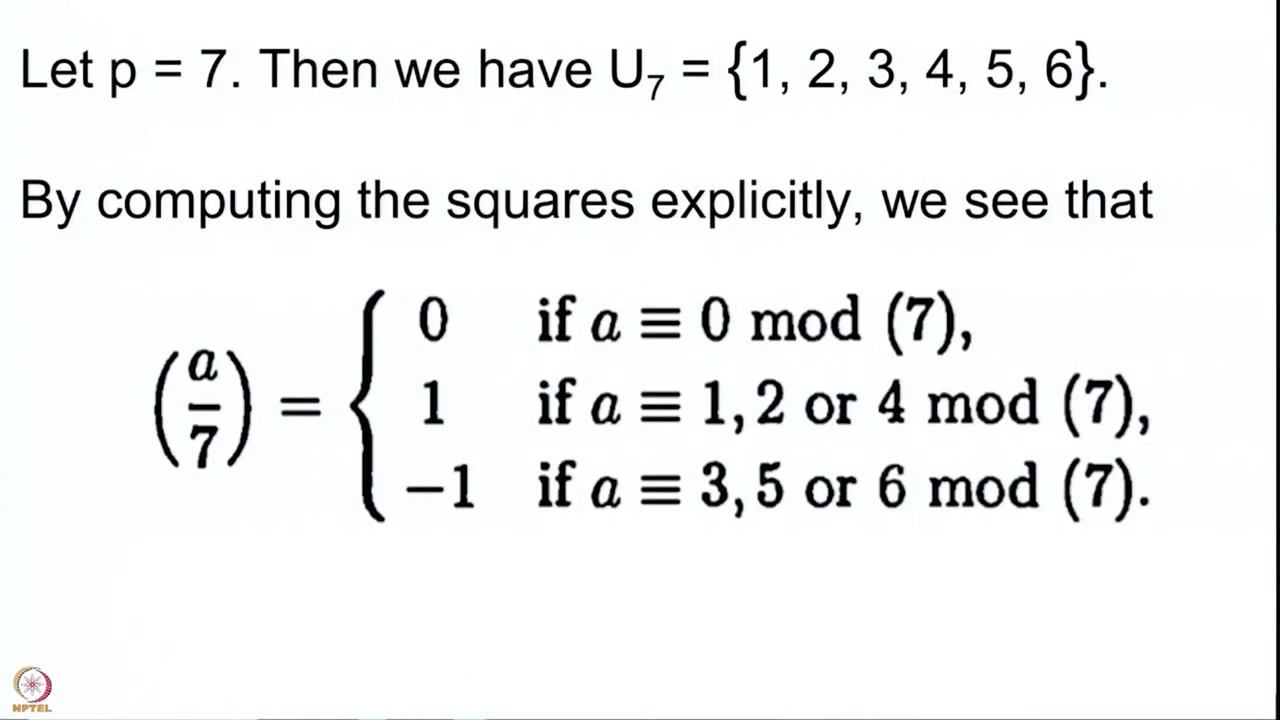 Let p = 7. Then we have U₇ = {1, 2, 3, 4, 5, 6}.
By computing the squares explicitly, we see that
0 if a ≡ 0 mod (7),
(a/7) = { 1 if a ≡ 1, 2 or 4 mod (7),
−1 if a ≡ 3, 5 or 6 mod (7).
NPTEL